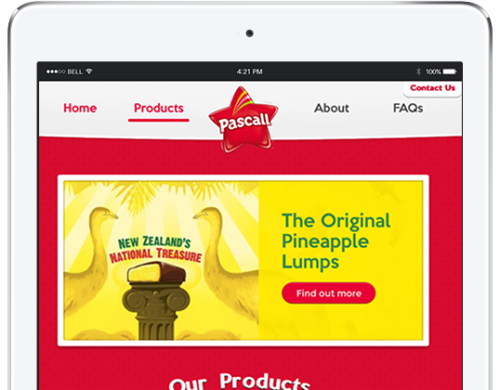 BELL 4:21 PM 100%
Contact Us
Home Products Pascall About FAQs
NEW ZEALAND'S
NATIONAL TREASURE
The Original
Pineapple
Lumps
Find out more
Our Products